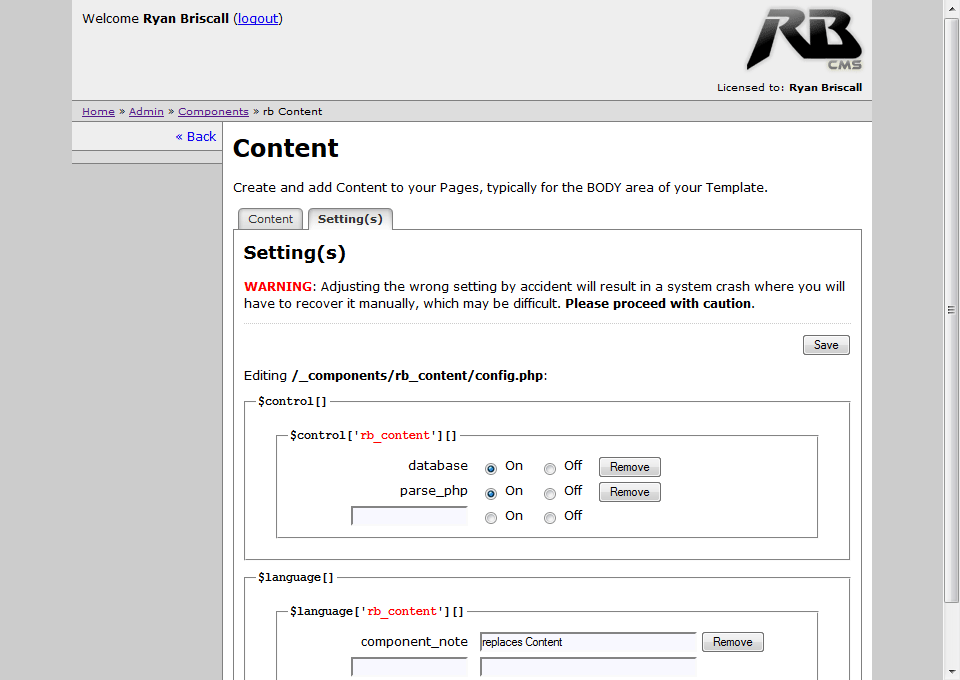 Welcome Ryan Briscall (logout)
RB
CMS
Licensed to: Ryan Briscall
Home » Admin » Components » rb Content
« Back
Content
Create and add Content to your Pages, typically for the BODY area of your Template.
Content Setting(s)
Setting(s)
WARNING: Adjusting the wrong setting by accident will result in a system crash where you will
have to recover it manually, which may be difficult. Please proceed with caution.
Save
Editing /_components/rb_content/config.php:
$control[]
$control['rb_content'][]
database On Off Remove
parse_php On Off Remove
On Off
$language[]
$language['rb_content'][]
component_note replaces Content Remove